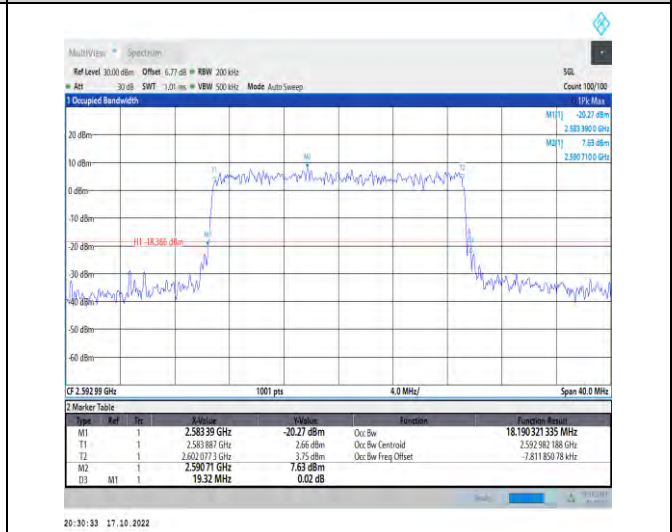 MultiView Spectrum
Ref Level 30.00 dBm Offset 6.77 dB RBW 200 kHz SGL
Att 30 dB SWT 1.01 ms VBW 500 kHz Mode Auto Sweep Count 100/100
1 Occupied Bandwidth 1Pk Max
M1[1] -20.27 dBm
2.583 3900 GHz
M2[1] 7.63 dBm
2.590 7100 GHz
20 dBm
10 dBm
0 dBm
-10 dBm
-20 dBm
-30 dBm
-40 dBm
-50 dBm
-60 dBm
T1
M2
T2
M1
H1 -18.366 dBm
CF 2.592 99 GHz 1001 pts 4.0 MHz/ Span 40.0 MHz
2 Marker Table
Type Ref Trc X-Value Y-Value Function Function Result
M1 1 2.583 39 GHz -20.27 dBm Occ Bw 18.190 321 335 MHz
T1 1 2.583 887 GHz 2.66 dBm Occ Bw Centroid 2.592 982 188 GHz
T2 1 2.602 077 3 GHz 3.75 dBm Occ Bw Freq Offset -7.811 850 78 kHz
M2 1 2.590 71 GHz 7.63 dBm
D3 M1 1 19.32 MHz 0.02 dB
20:30:33 17.10.2022